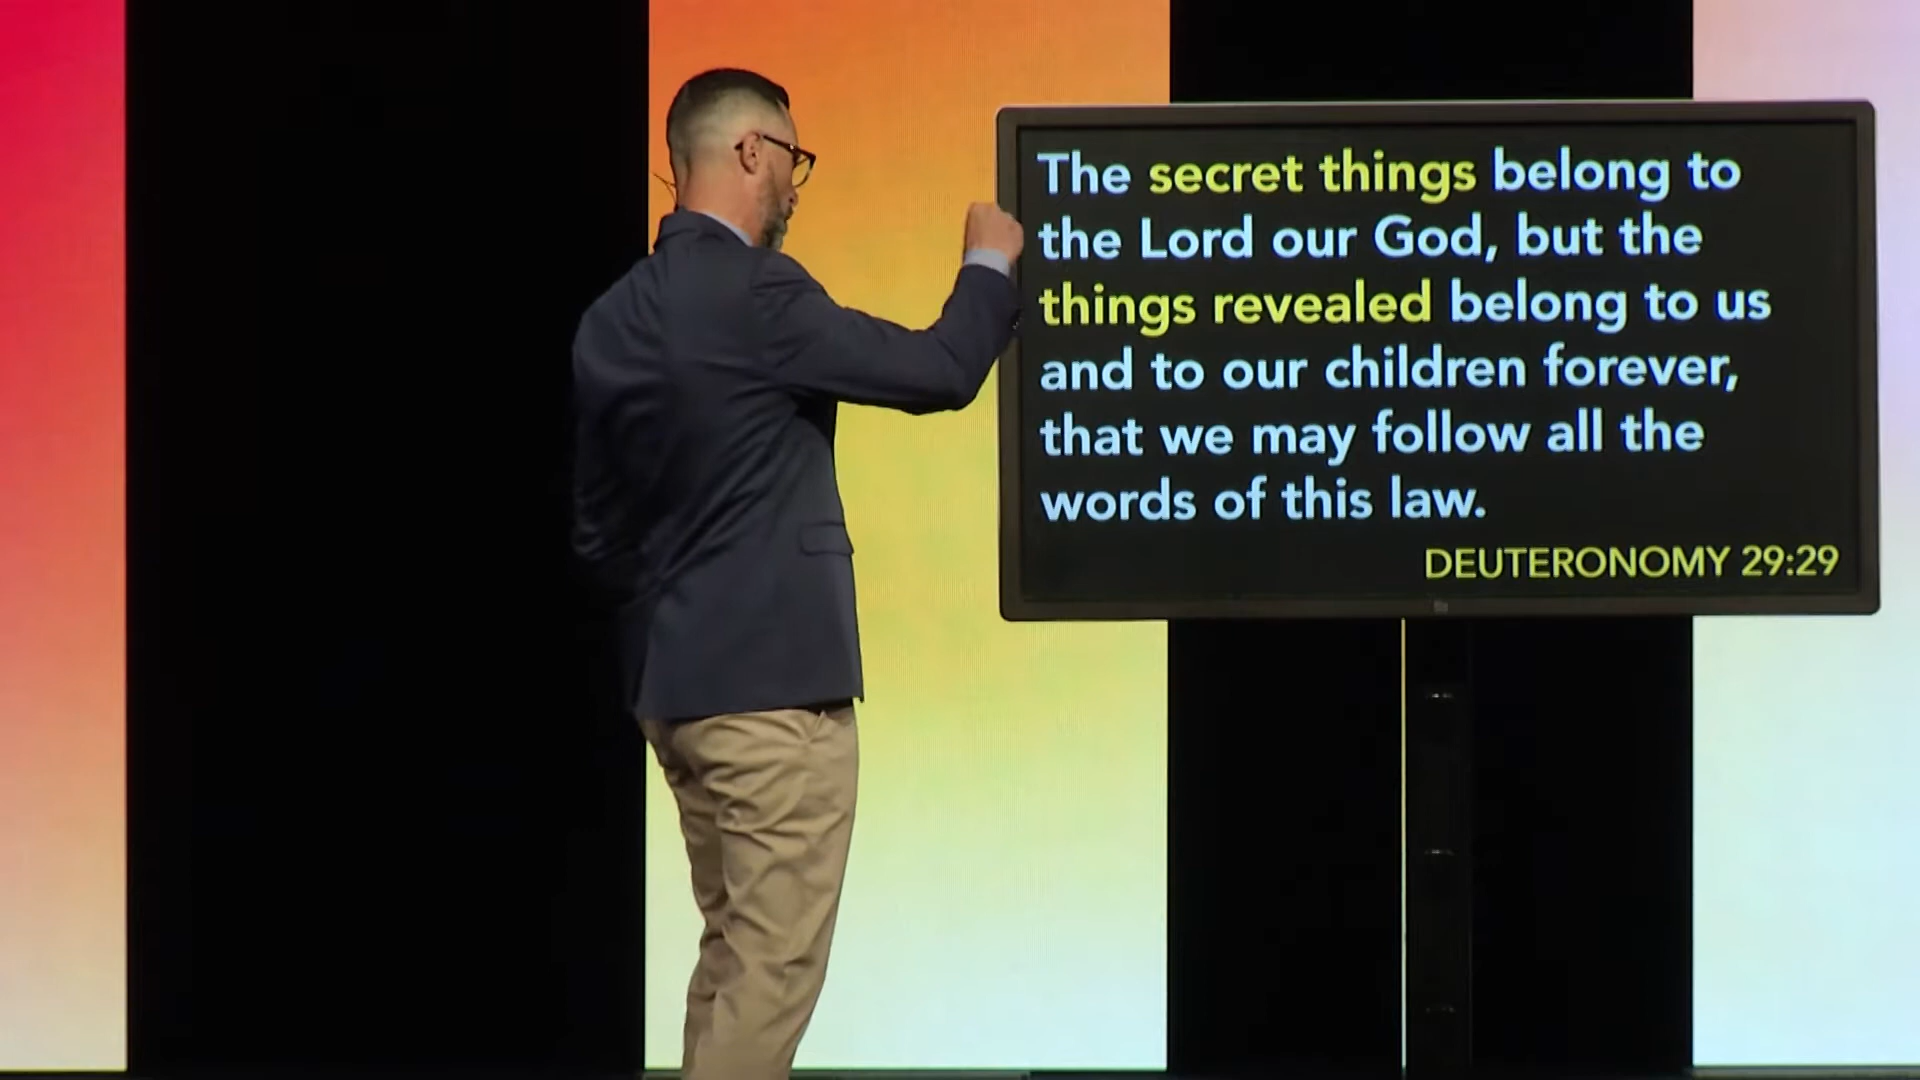 The secret things belong to
the Lord our God, but the
things revealed belong to us
and to our children forever,
that we may follow all the
words of this law.
DEUTERONOMY 29:29